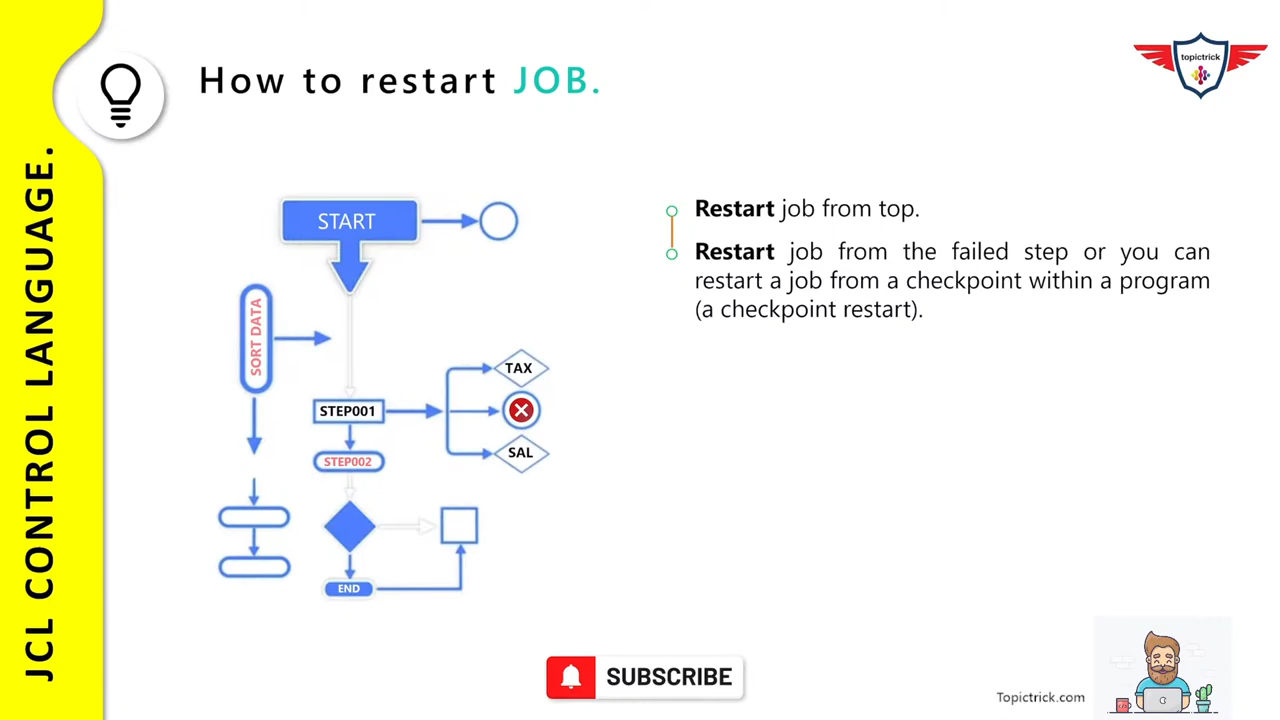 JCL CONTROL LANGUAGE.
How to restart JOB.
topictrick
START
SORT DATA
STEP001
TAX
SAL
STEP002
END
Restart job from top.
Restart job from the failed step or you can
restart a job from a checkpoint within a program
(a checkpoint restart).
SUBSCRIBE
Topictrick.com